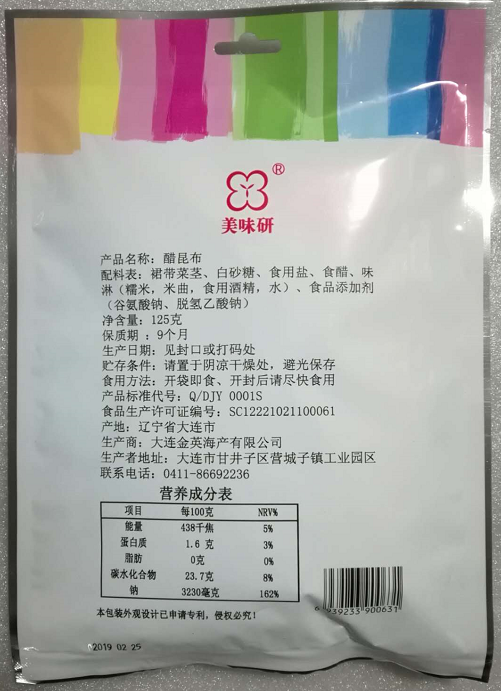 ®
美味研
产品名称：醋昆布
配料表：裙带菜茎、白砂糖、食用盐、食醋、味
淋（糯米，米曲，食用酒精，水）、食品添加剂
（谷氨酸钠、脱氢乙酸钠）
净含量：125克
保质期 ：9个月
生产日期：见封口或打码处
贮存条件：请置于阴凉干燥处，避光保存
食用方法：开袋即食、开封后请尽快食用
产品标准代号：Q/DJY 0001S
食品生产许可证编号：SC12221021100061
产地：辽宁省大连市
生产商：大连金英海产有限公司
生产者地址：大连市甘井子区营城子镇工业园区
联系电话：0411-86692236
营养成分表
项目 每100克 NRV%
能量 438千焦 5%
蛋白质 1.6 克 3%
脂肪 0克 0%
碳水化合物 23.7克 8%
钠 3230毫克 162%
本包装外观设计已申请专利，侵权必究！
6 939233 900631
2019 02 25